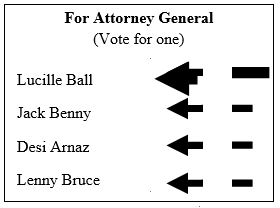 For Attorney General
(Vote for one)
Lucille Ball
Jack Benny
Desi Arnaz
Lenny Bruce